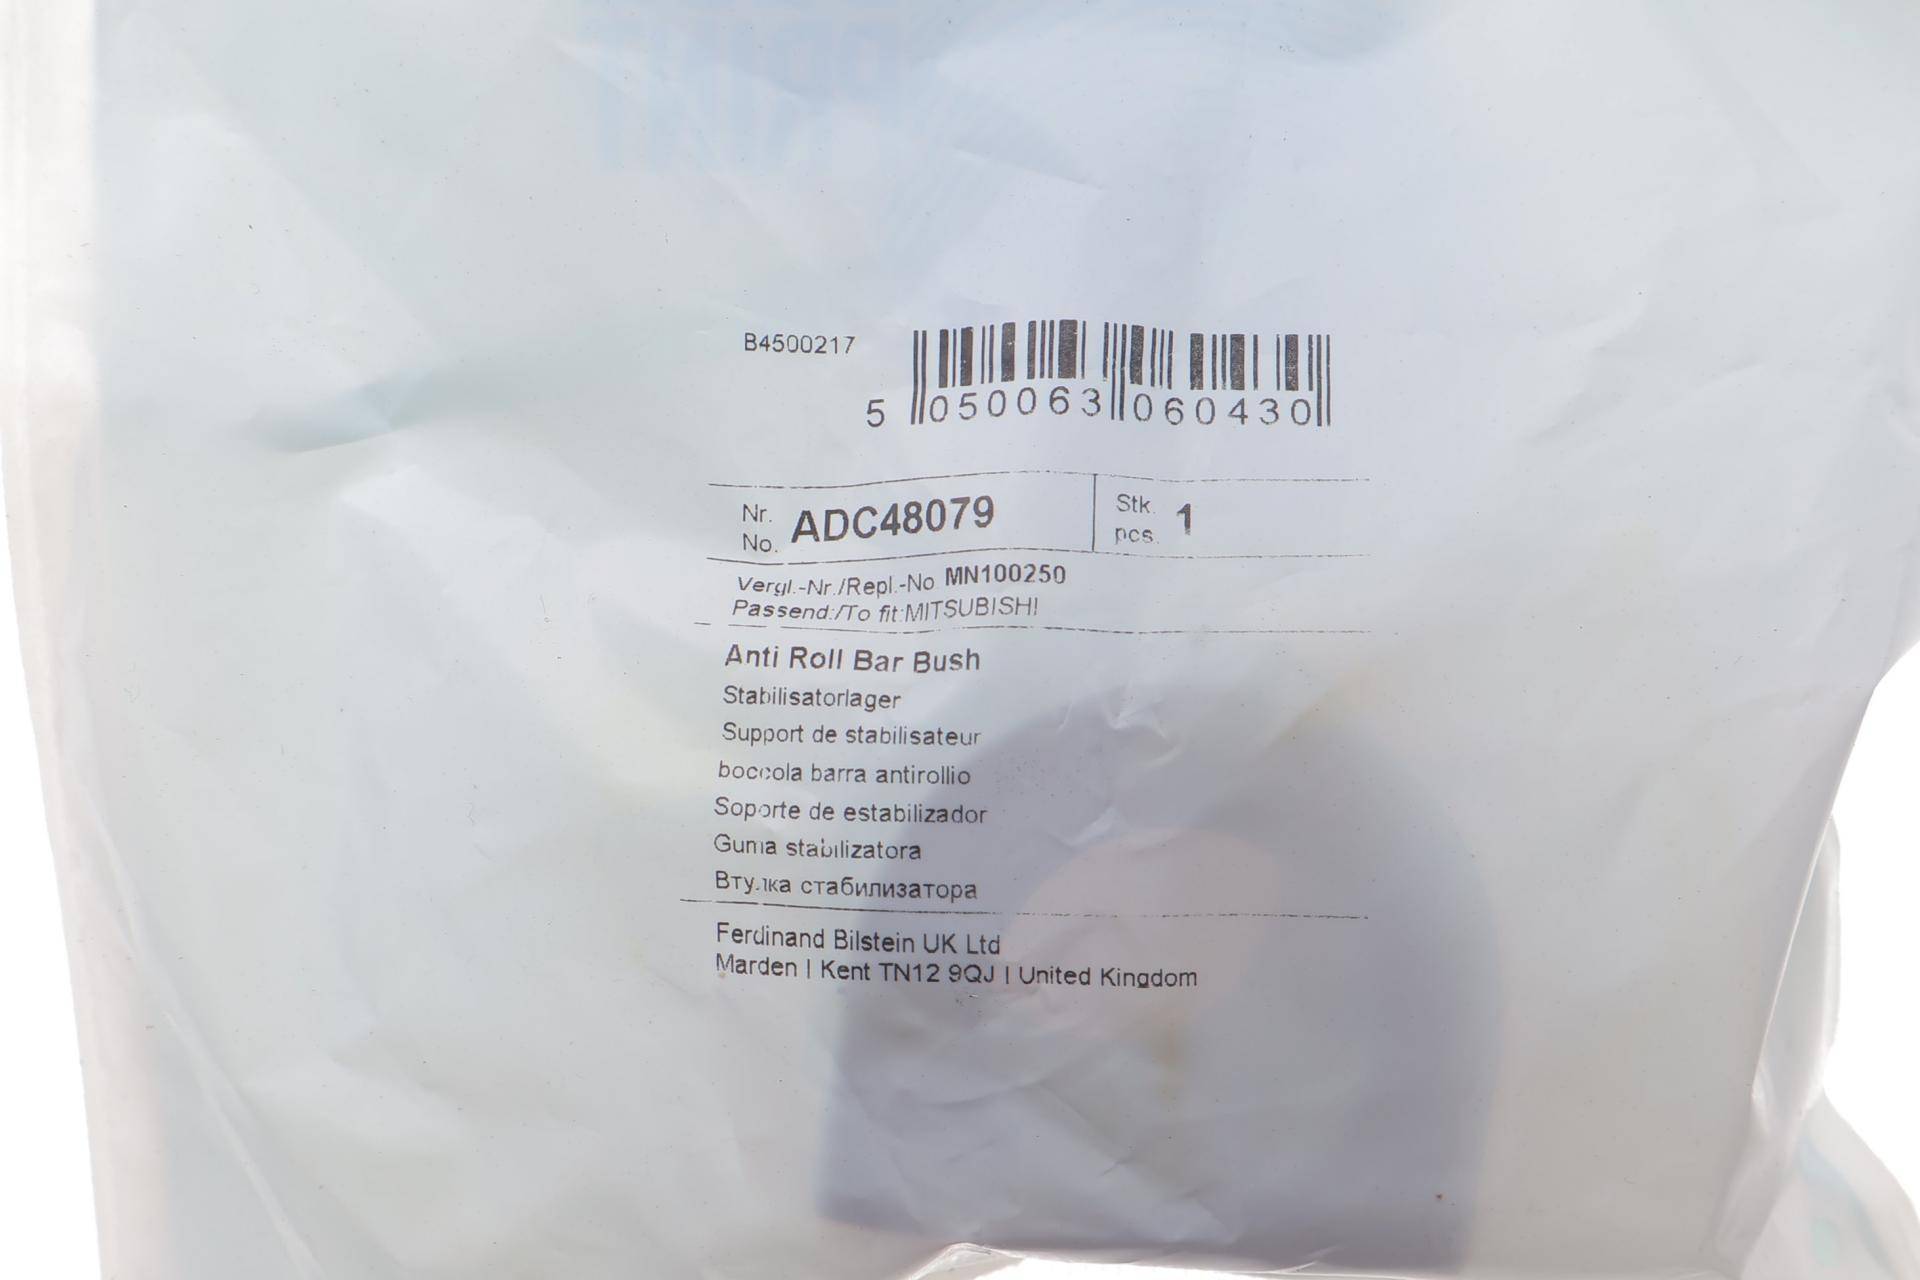 B4500217
5 050063 060430
Nr. No. ADC48079 Stk. pcs. 1
Vergl.-Nr./Repl.-No MN100250
Passend:/To fit:MITSUBISHI
Anti Roll Bar Bush
Stabilisatorlager
Support de stabilisateur
boccola barra antirollio
Soporte de estabilizador
Guma stabilizatora
Втулка стабилизатора
Ferdinand Bilstein UK Ltd
Marden | Kent TN12 9QJ | United Kingdom